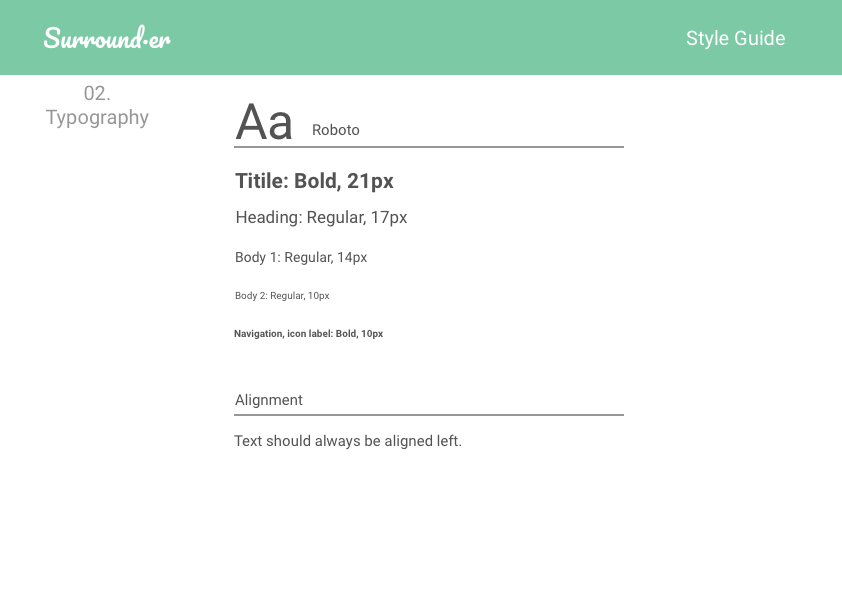 Surround·er
Style Guide
02.
Typography
Aa
Roboto
Titile: Bold, 21px
Heading: Regular, 17px
Body 1: Regular, 14px
Body 2: Regular, 10px
Navigation, icon label: Bold, 10px
Alignment
Text should always be aligned left.